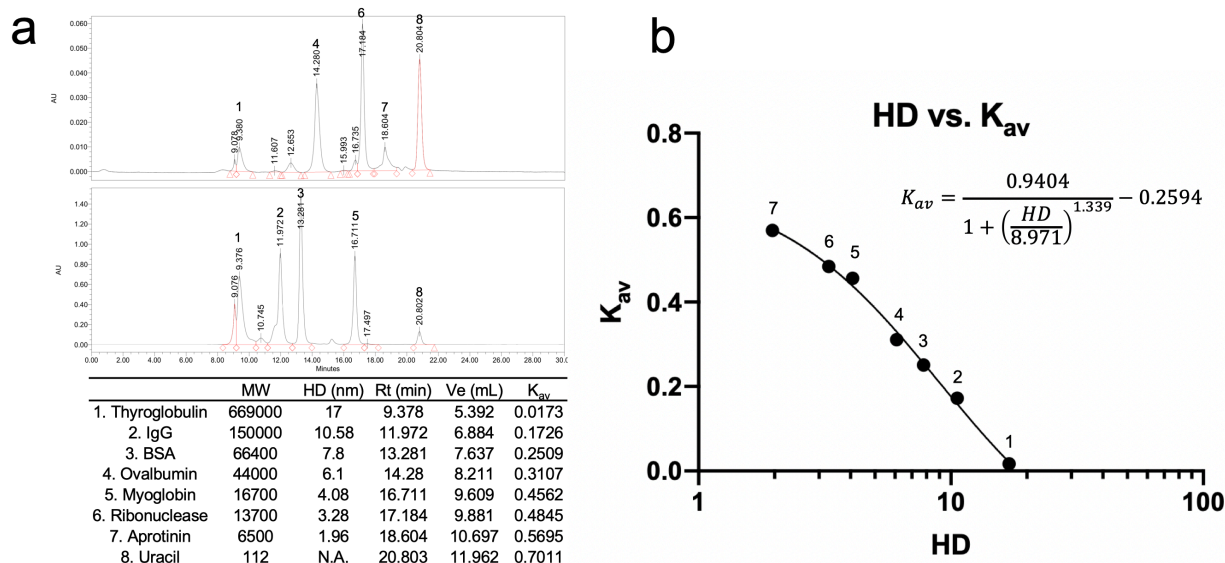 a
0.060
0.050
0.040
0.030
0.020
0.010
0.000
AU
1
9.078
9.380
11.607
12.653
4
14.280
15.993
16.735
6
17.184
7
18.604
8
20.804
1.40
1.20
1.00
0.80
0.60
0.40
0.20
0.00
AU
1
9.076
9.376
10.745
2
11.972
3
13.281
5
16.711
17.497
8
20.802
0.00 2.00 4.00 6.00 8.00 10.00 12.00 14.00 16.00 18.00 20.00 22.00 24.00 26.00 28.00 30.0
Minutes
MW HD (nm) Rt (min) Ve (mL) Kav
1. Thyroglobulin 669000 17 9.378 5.392 0.0173
2. IgG 150000 10.58 11.972 6.884 0.1726
3. BSA 66400 7.8 13.281 7.637 0.2509
4. Ovalbumin 44000 6.1 14.28 8.211 0.3107
5. Myoglobin 16700 4.08 16.711 9.609 0.4562
6. Ribonuclease 13700 3.28 17.184 9.881 0.4845
7. Aprotinin 6500 1.96 18.604 10.697 0.5695
8. Uracil 112 N.A. 20.803 11.962 0.7011
b
HD vs. Kav
Kav = 0.9404 / 1 + (HD / 8.971)^1.339 − 0.2594
0.8
0.6
0.4
0.2
0.0
Kav
7
6
5
4
3
2
1
1 10 100
HD